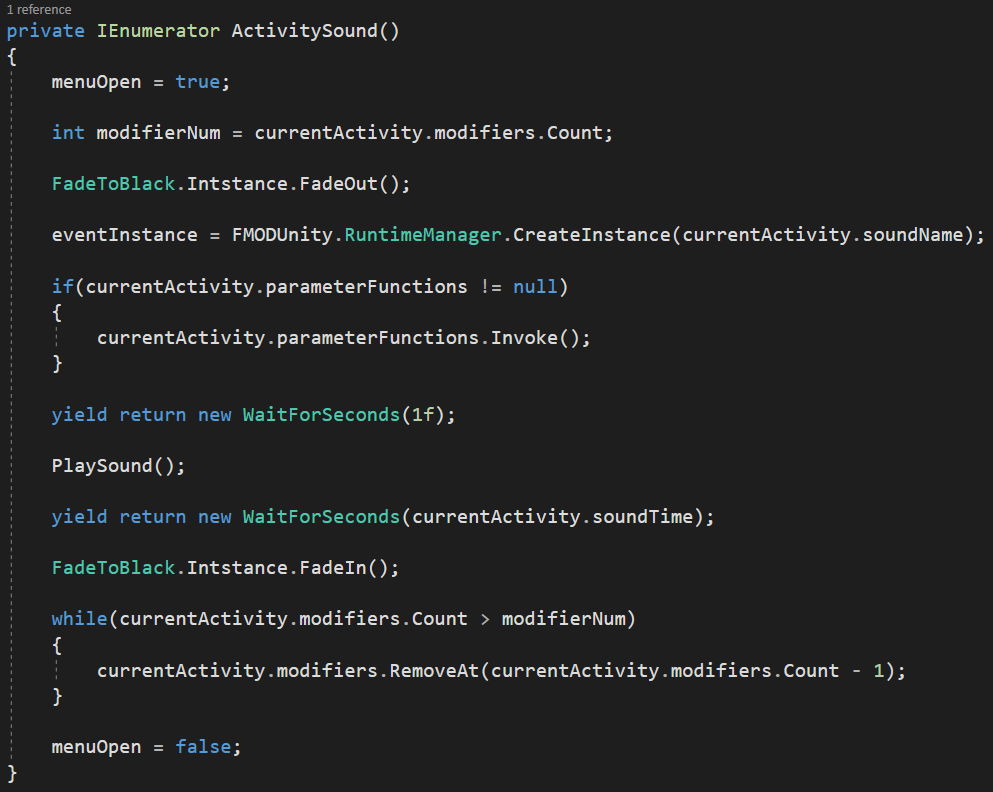 1 reference
private IEnumerator ActivitySound()
{
menuOpen = true;
int modifierNum = currentActivity.modifiers.Count;
FadeToBlack.Intstance.FadeOut();
eventInstance = FMODUnity.RuntimeManager.CreateInstance(currentActivity.soundName);
if(currentActivity.parameterFunctions != null)
{
currentActivity.parameterFunctions.Invoke();
}
yield return new WaitForSeconds(1f);
PlaySound();
yield return new WaitForSeconds(currentActivity.soundTime);
FadeToBlack.Intstance.FadeIn();
while(currentActivity.modifiers.Count > modifierNum)
{
currentActivity.modifiers.RemoveAt(currentActivity.modifiers.Count - 1);
}
menuOpen = false;
}